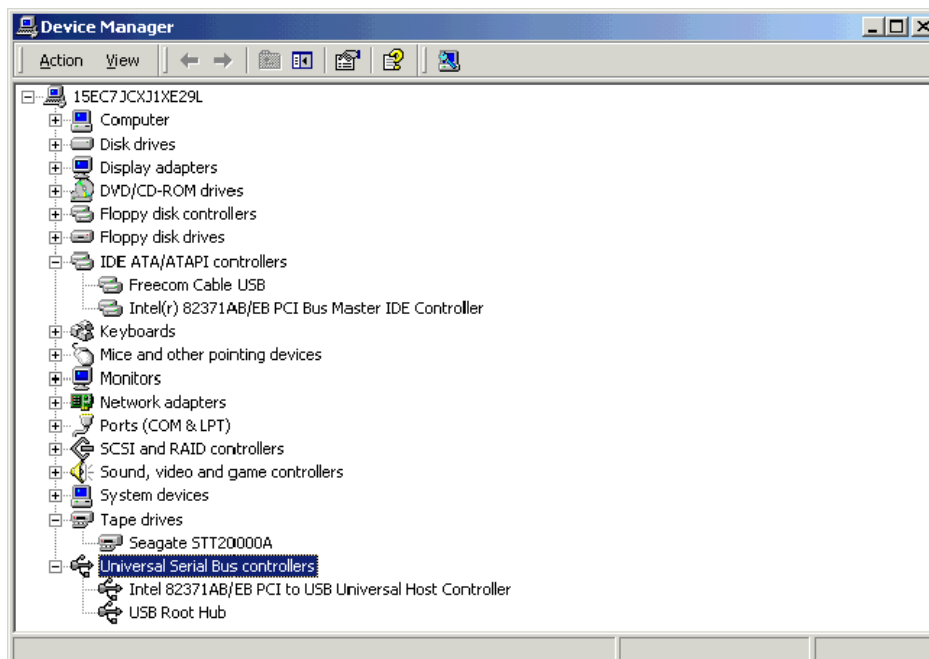 Device Manager
Action View
15EC7JCXJ1XE29L
Computer
Disk drives
Display adapters
DVD/CD-ROM drives
Floppy disk controllers
Floppy disk drives
IDE ATA/ATAPI controllers
Freecom Cable USB
Intel(r) 82371AB/EB PCI Bus Master IDE Controller
Keyboards
Mice and other pointing devices
Monitors
Network adapters
Ports (COM & LPT)
SCSI and RAID controllers
Sound, video and game controllers
System devices
Tape drives
Seagate STT20000A
Universal Serial Bus controllers
Intel 82371AB/EB PCI to USB Universal Host Controller
USB Root Hub